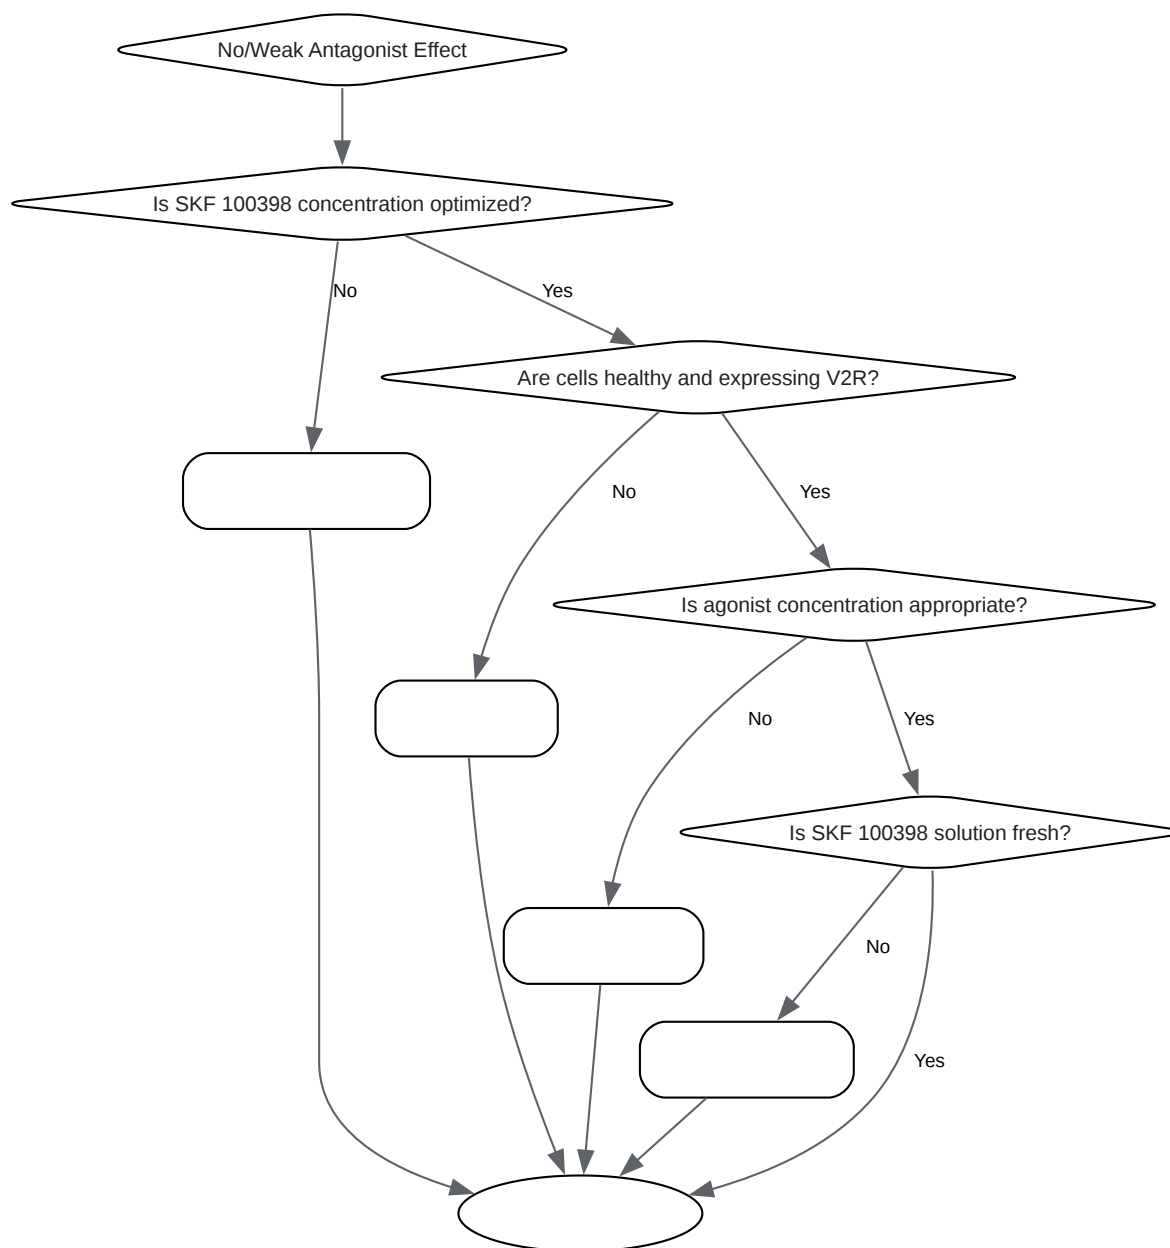 No/Weak Antagonist Effect
Is SKF 100398 concentration optimized?
No
Yes
Are cells healthy and expressing V2R?
No
Yes
Is agonist concentration appropriate?
No
Yes
Is SKF 100398 solution fresh?
No
Yes